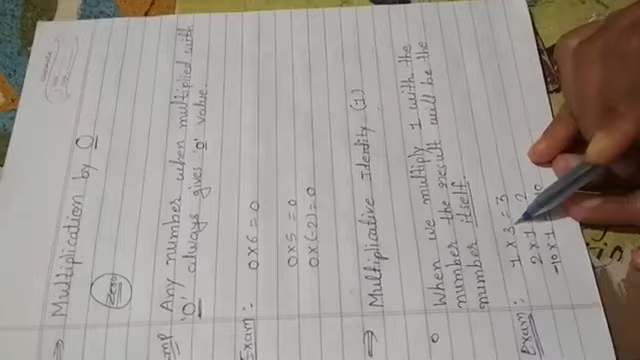 → Multiplication by 0
Zero
Imp Any number when multiplied with
'0' always gives '0' value.
Exam: 0 x 6 = 0
0 x 5 = 0
0 x (-2) = 0
⇒ Multiplicative Identity (1)
When we multiply 1 with the
number the result will be the
number itself.
Exam: 1 x 3 = 3
2 x 1 2
-10 x 1 10